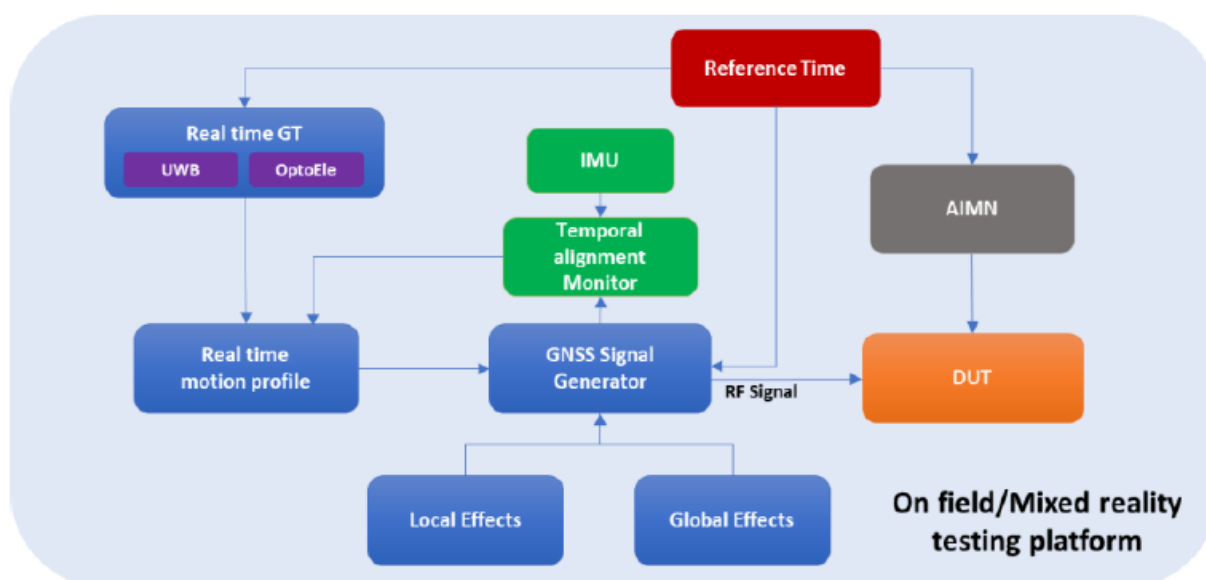 Reference Time
Real time GT
UWB
OptoEle
IMU
AIMN
Temporal
alignment
Monitor
Real time
motion profile
GNSS Signal
Generator
RF Signal
DUT
Local Effects
Global Effects
On field/Mixed reality
testing platform